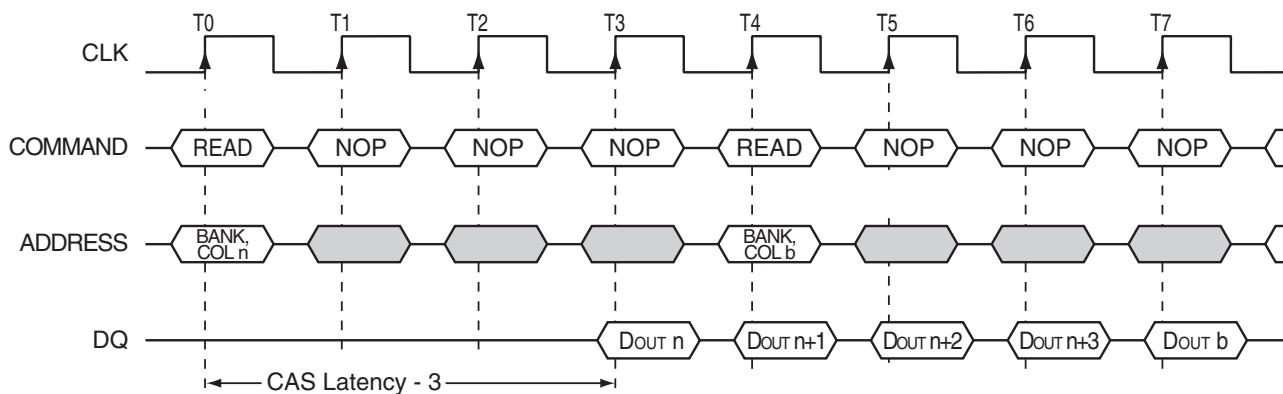 T0 T1 T2 T3 T4 T5 T6 T7
CLK
COMMAND READ NOP NOP NOP READ NOP NOP NOP
ADDRESS BANK, COL n BANK, COL b
DQ DOUT n DOUT n+1 DOUT n+2 DOUT n+3 DOUT b
CAS Latency - 3